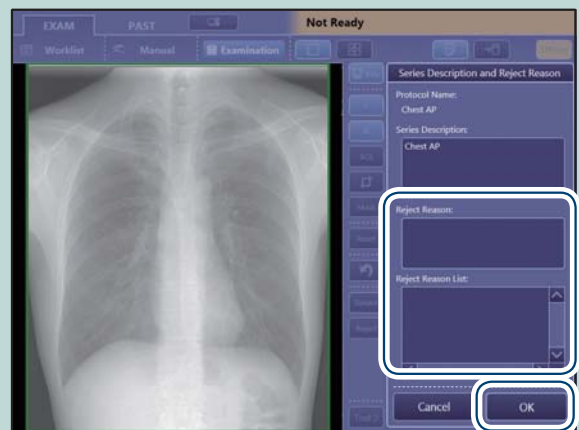 EXAM PAST Not Ready
Worklist Manual Examination
Series Description and Reject Reason
Protocol Name:
Chest AP
Series Description:
Chest AP
Reject Reason:
Reject Reason List:
Cancel OK